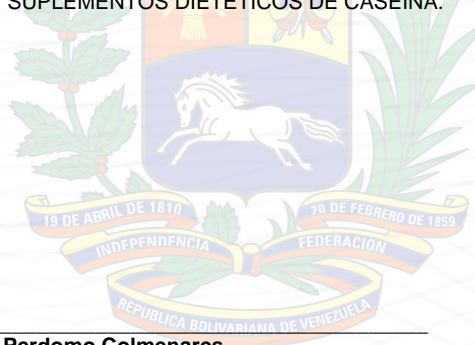 SUPLEMENTOS DIETÉTICOS DE CASEÍNA.
19 DE ABRIL DE 1810
20 DE FEBRERO DE 1859
INDEPENDENCIA
FEDERACION
REPUBLICA BOLIVARIANA DE VENEZUELA
Perdomo Colmenares